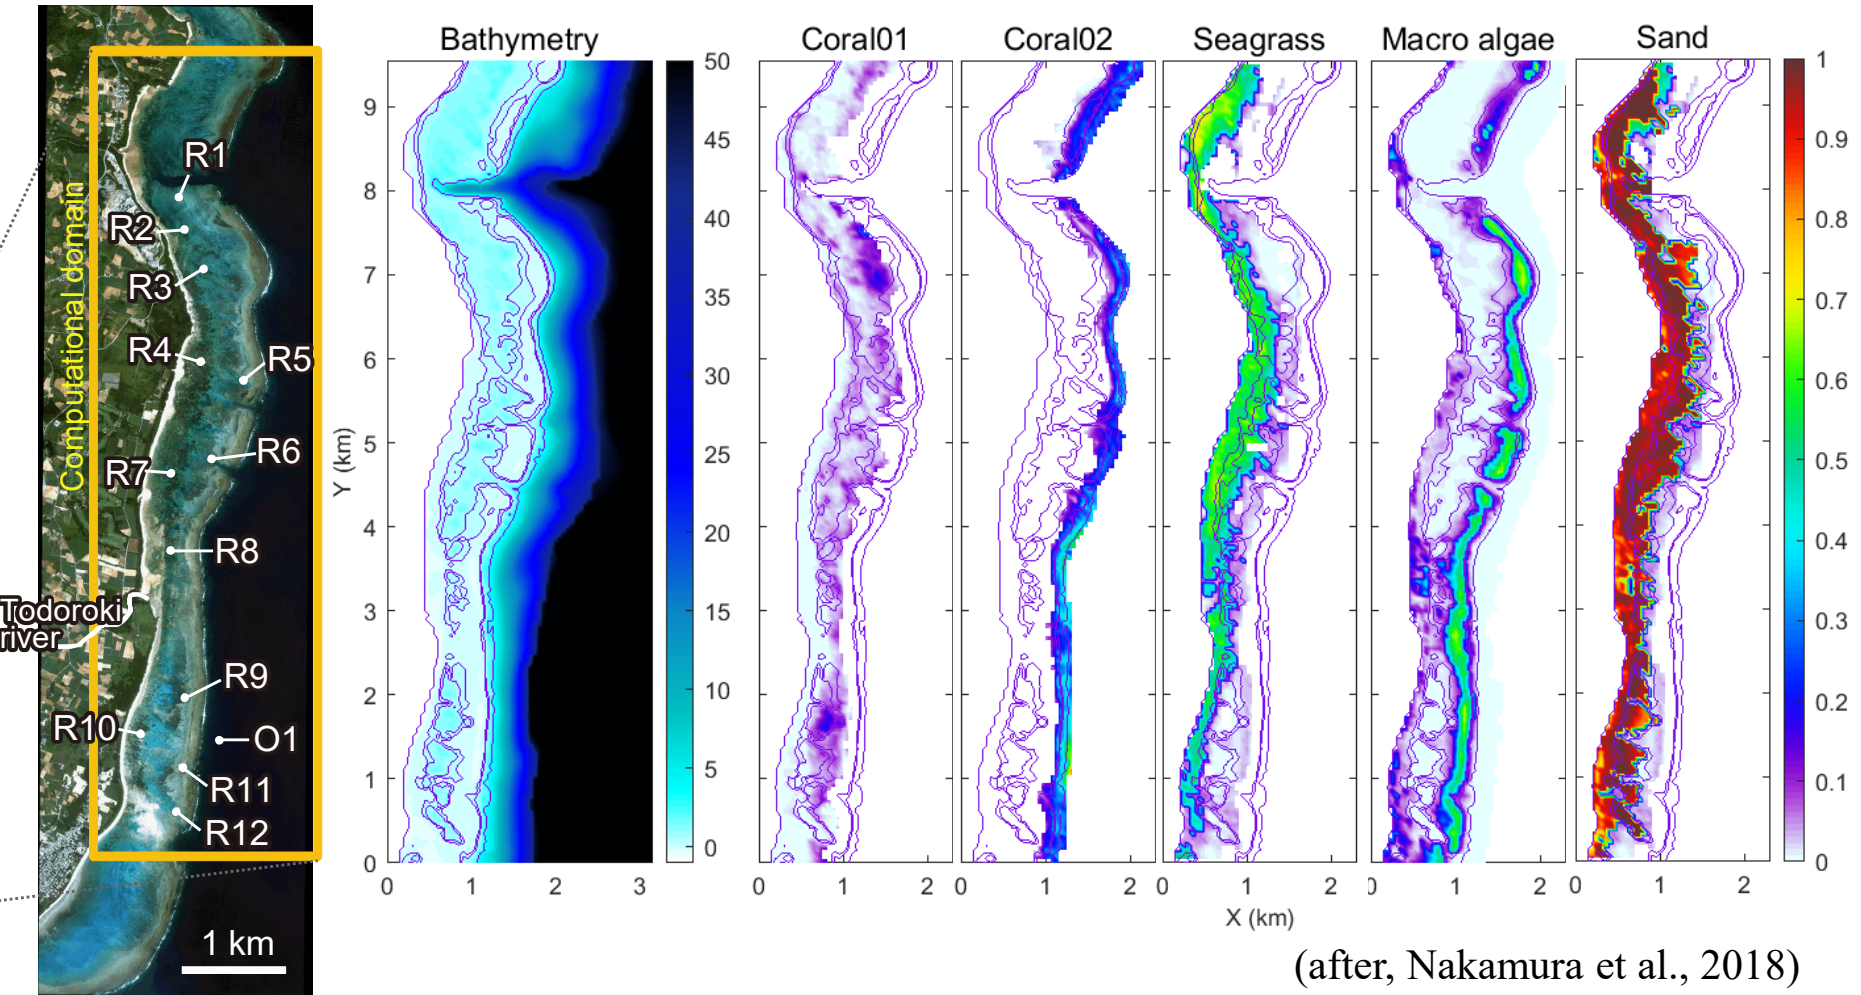 Computational domain
R1
R2
R3
R4
R5
R6
R7
R8
Todoroki
river
R9
R10
O1
R11
R12
1 km
Bathymetry
Coral01
Coral02
Seagrass
Macro algae
Sand
Y (km)
9
8
7
6
5
4
3
2
1
0
0 1 2 3
50
45
40
35
30
25
20
15
10
5
0
0 1 2
0 1 2
0 1 2
0 1 2
0 1 2
X (km)
1
0.9
0.8
0.7
0.6
0.5
0.4
0.3
0.2
0.1
0
(after, Nakamura et al., 2018)